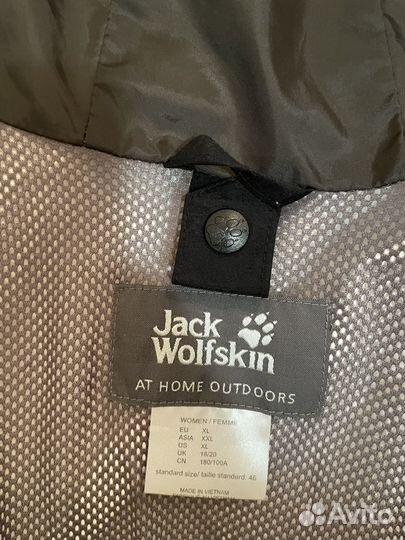 Jack
Wolfskin
AT HOME OUTDOORS
WOMEN / FEMME
EU XL
ASIA XXL
US XL
UK 18/20
CN 180/100A
standard size/ taille standard: 46
MADE IN VIETNAM
Avito